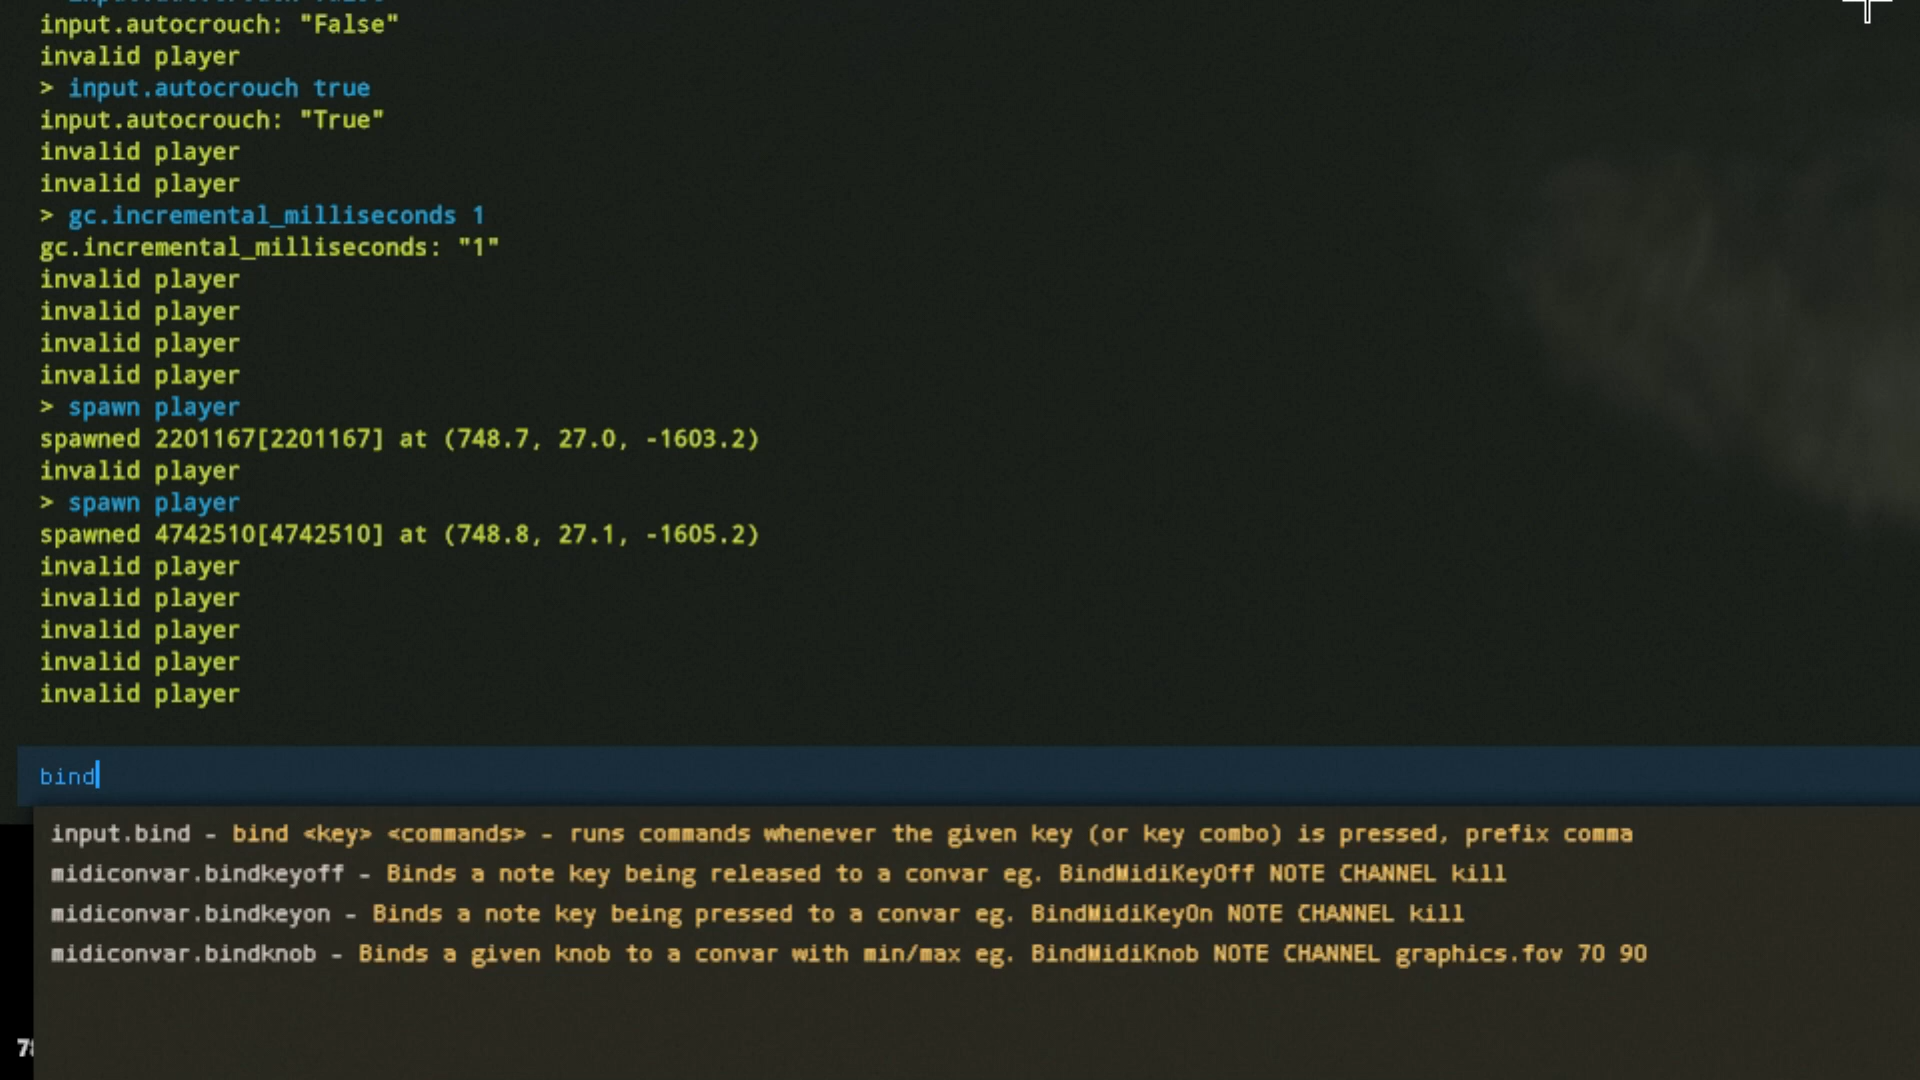 input.autocrouch: "False"
invalid player
> input.autocrouch true
input.autocrouch: "True"
invalid player
invalid player
> gc.incremental_milliseconds 1
gc.incremental_milliseconds: "1"
invalid player
invalid player
invalid player
invalid player
> spawn player
spawned 2201167[2201167] at (748.7, 27.0, -1603.2)
invalid player
> spawn player
spawned 4742510[4742510] at (748.8, 27.1, -1605.2)
invalid player
invalid player
invalid player
invalid player
invalid player
bind
input.bind - bind <key> <commands> - runs commands whenever the given key (or key combo) is pressed, prefix comma
midiconvar.bindkeyoff - Binds a note key being released to a convar eg. BindMidiKeyOff NOTE CHANNEL kill
midiconvar.bindkeyon - Binds a note key being pressed to a convar eg. BindMidiKeyOn NOTE CHANNEL kill
midiconvar.bindknob - Binds a given knob to a convar with min/max eg. BindMidiKnob NOTE CHANNEL graphics.fov 70 90